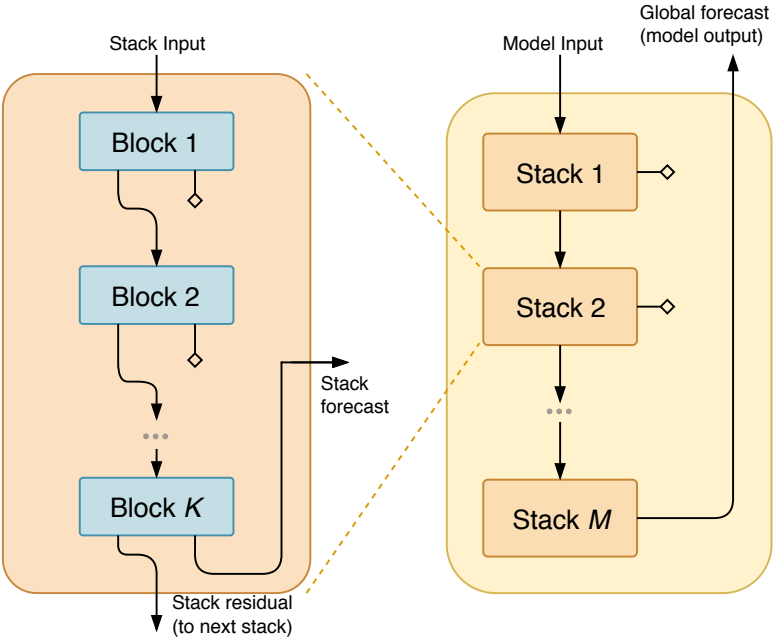 Stack Input
Block 1
Block 2
...
Block K
Stack
forecast
Stack residual
(to next stack)
Model Input
Global forecast
(model output)
Stack 1
Stack 2
...
Stack M